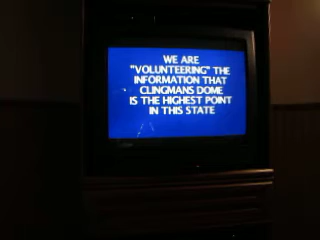 WE ARE
"VOLUNTEERING" THE
INFORMATION THAT
CLINGMANS DOME
IS THE HIGHEST POINT
IN THIS STATE